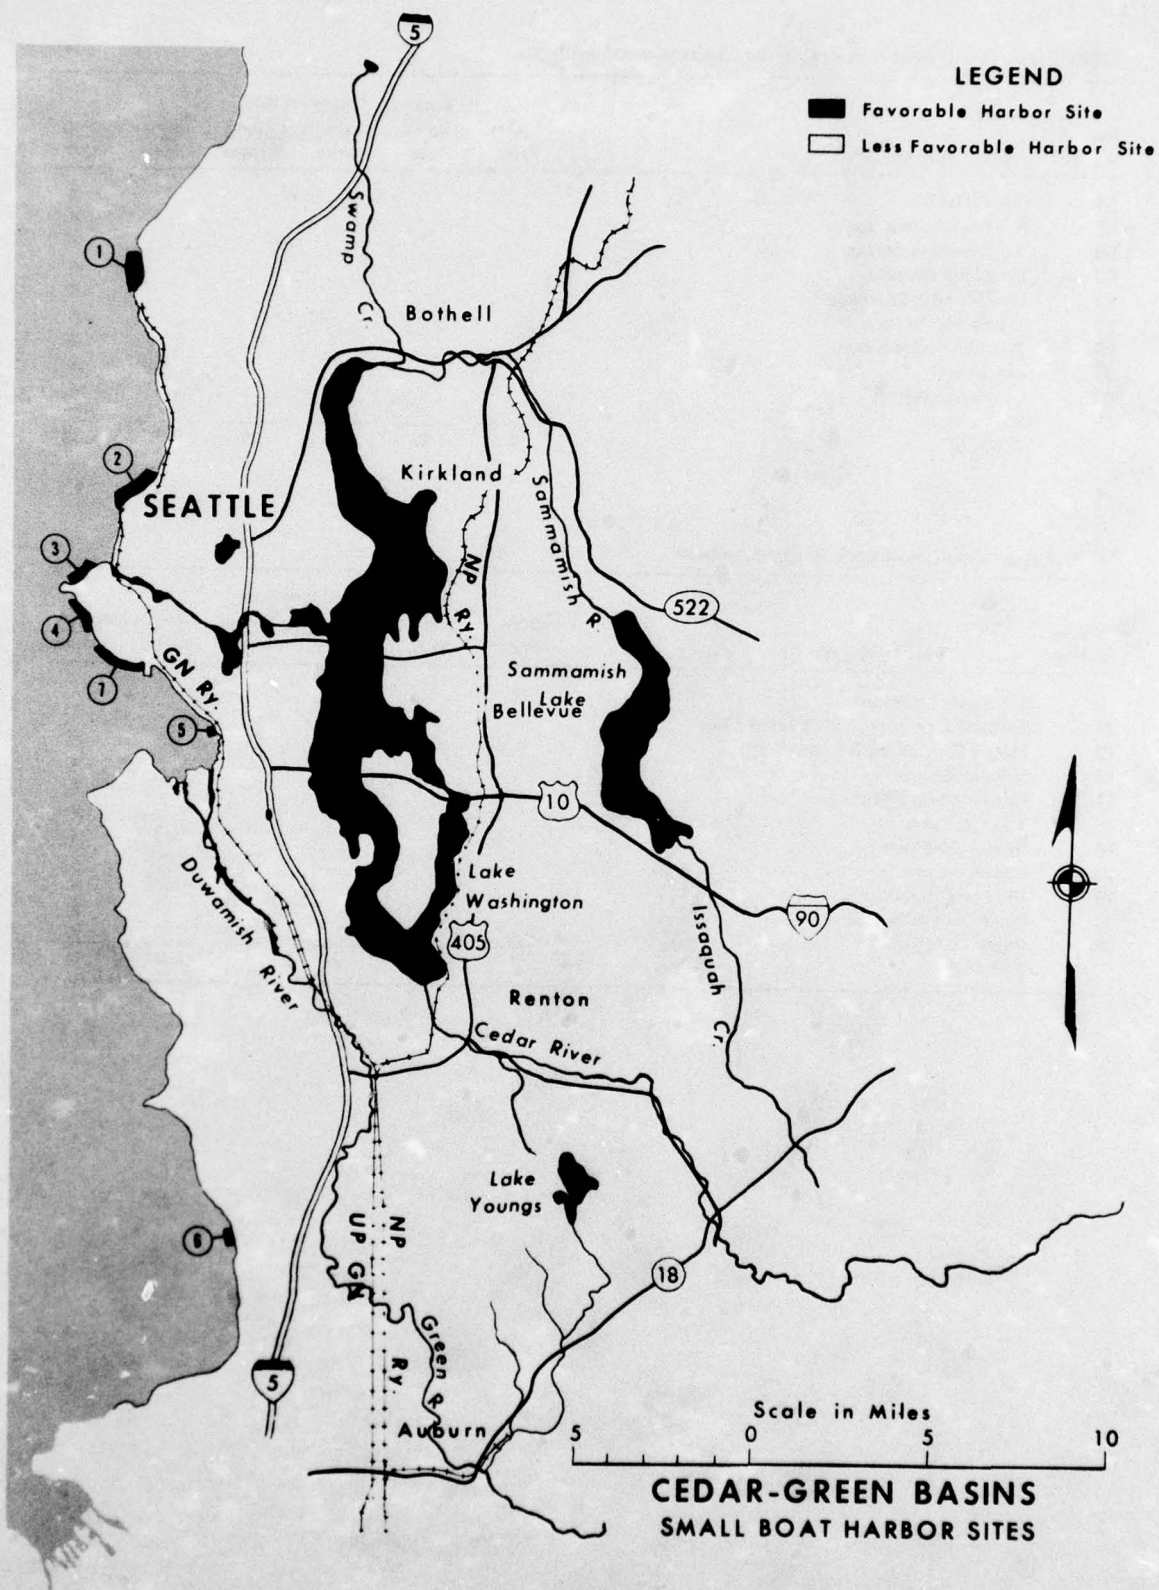 5
LEGEND
Favorable Harbor Site
Less Favorable Harbor Site
Swamp Cr.
1
Bothell
2
SEATTLE
Kirkland
Sammamish R.
3
NP Ry.
522
4
GN Ry.
7
Sammamish
Lake
Bellevue
5
10
Duwamish River
Lake
Washington
405
Issaquah Cr.
90
Renton
Cedar River
Lake
Youngs
6
UP GN
NP Ry.
18
Green R.
5
Auburn
Scale in Miles
5 0 5 10
CEDAR-GREEN BASINS
SMALL BOAT HARBOR SITES